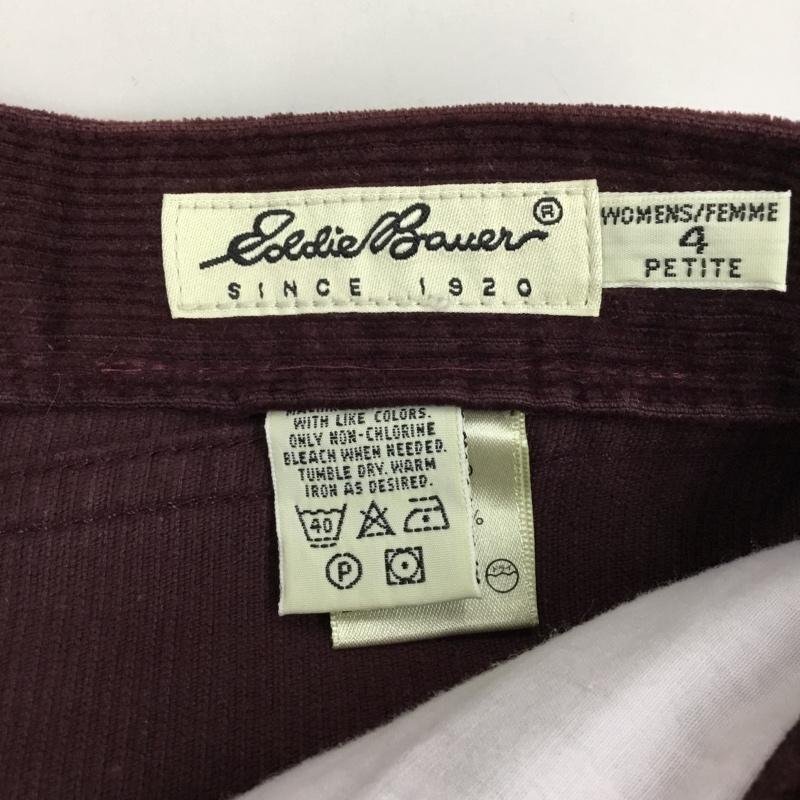 Eddie Bauer ®
SINCE 1920
WOMENS/FEMME
4
PETITE
WITH LIKE COLORS.
ONLY NON-CHLORINE
BLEACH WHEN NEEDED.
TUMBLE DRY. WARM
IRON AS DESIRED.
40
P
%